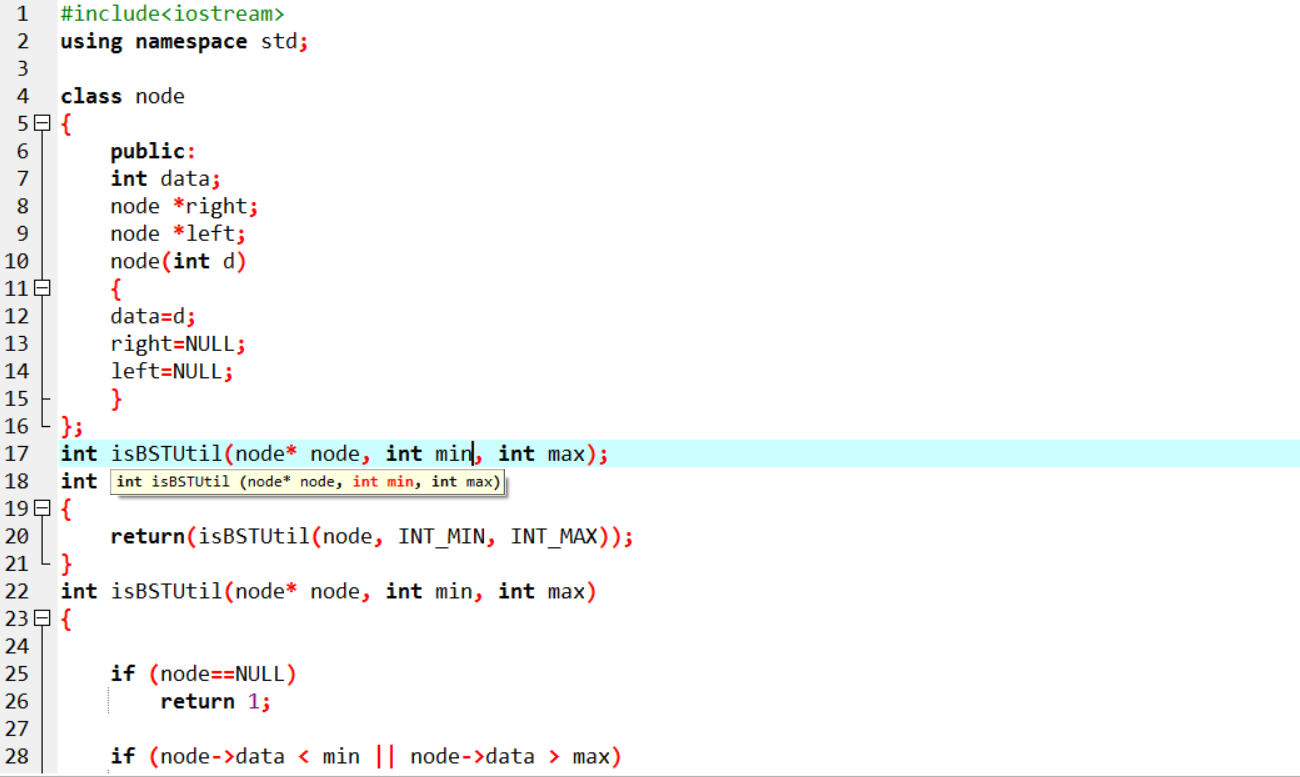 1 #include<iostream>
2 using namespace std;
3
4 class node
5 {
6 public:
7 int data;
8 node *right;
9 node *left;
10 node(int d)
11 {
12 data=d;
13 right=NULL;
14 left=NULL;
15 }
16 };
17 int isBSTUtil(node* node, int min, int max);
18 int
int isBSTUtil (node* node, int min, int max)
19 {
20 return(isBSTUtil(node, INT_MIN, INT_MAX));
21 }
22 int isBSTUtil(node* node, int min, int max)
23 {
24
25 if (node==NULL)
26 return 1;
27
28 if (node->data < min || node->data > max)